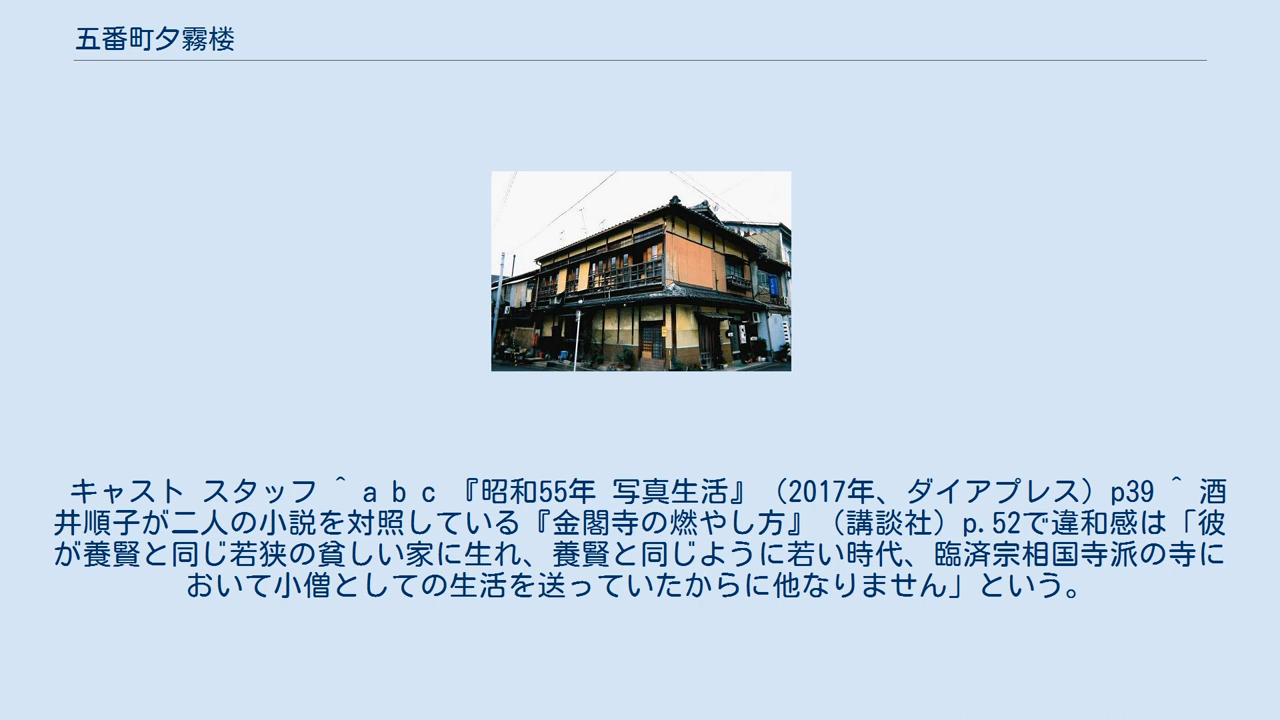 五番町夕霧楼
キャスト スタッフ ^ a b c 『昭和55年 写真生活』（2017年、ダイアプレス）p39 ^ 酒
井順子が二人の小説を対照している『金閣寺の燃やし方』（講談社）p.52で違和感は「彼
が養賢と同じ若狭の貧しい家に生れ、養賢と同じように若い時代、臨済宗相国寺派の寺に
おいて小僧としての生活を送っていたからに他なりません」という。